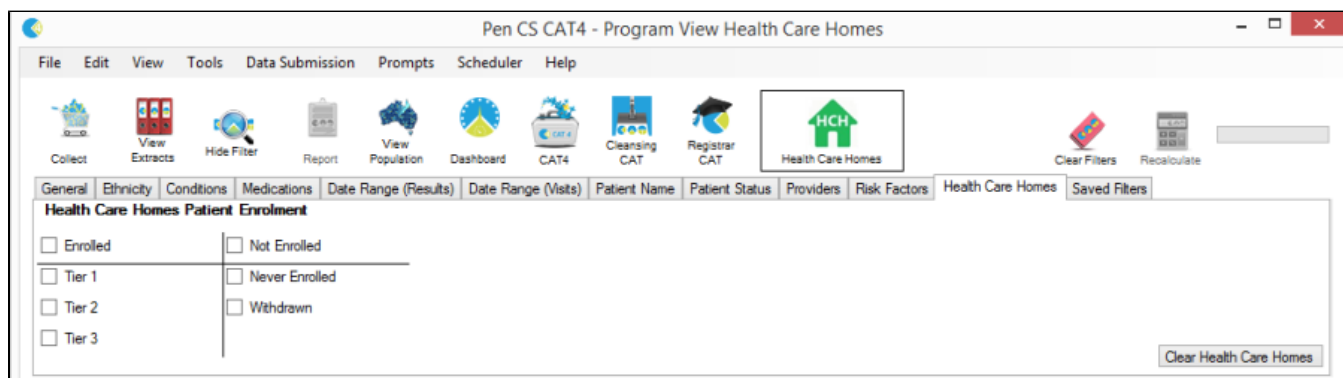 Pen CS CAT4 - Program View Health Care Homes
File Edit View Tools Data Submission Prompts Scheduler Help
Collect
View
Extracts
Hide Filter
Report
View
Population
Dashboard
CAT 4
CAT4
Cleansing
CAT
Registrar
CAT
HCH
Health Care Homes
Clear Filters
Recalculate
General Ethnicity Conditions Medications Date Range (Results) Date Range (Visits) Patient Name Patient Status Providers Risk Factors Health Care Homes Saved Filters
Health Care Homes Patient Enrolment
Enrolled Not Enrolled
Tier 1 Never Enrolled
Tier 2 Withdrawn
Tier 3
Clear Health Care Homes